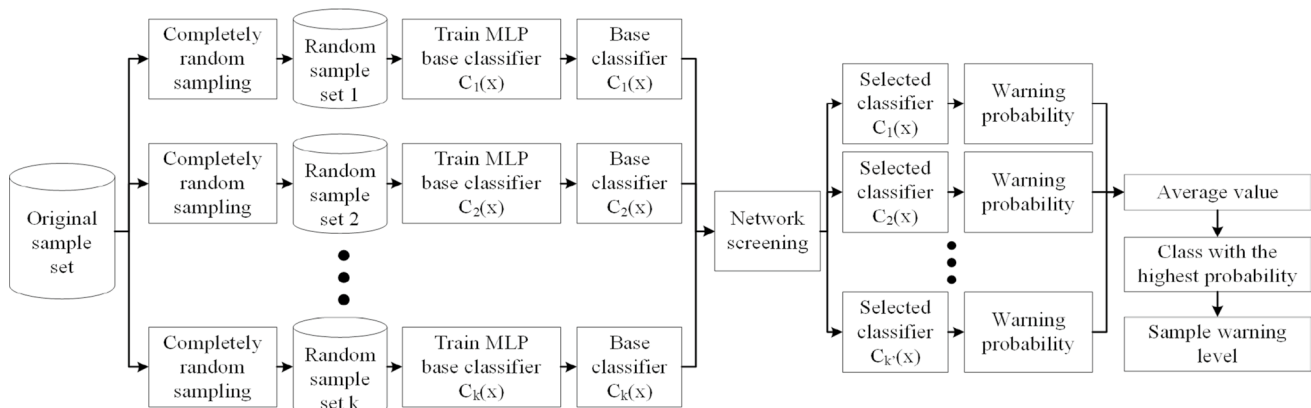 Original
sample
set
Completely
random
sampling
Random
sample
set 1
Train MLP
base classifier
C₁(x)
Base
classifier
C₁(x)
Completely
random
sampling
Random
sample
set 2
Train MLP
base classifier
C₂(x)
Base
classifier
C₂(x)
Completely
random
sampling
Random
sample
set k
Train MLP
base classifier
Cₖ(x)
Base
classifier
Cₖ(x)
Network
screening
Selected
classifier
C₁(x)
Warning
probability
Selected
classifier
C₂(x)
Warning
probability
Selected
classifier
Cₖ'(x)
Warning
probability
Average value
Class with the
highest probability
Sample warning
level